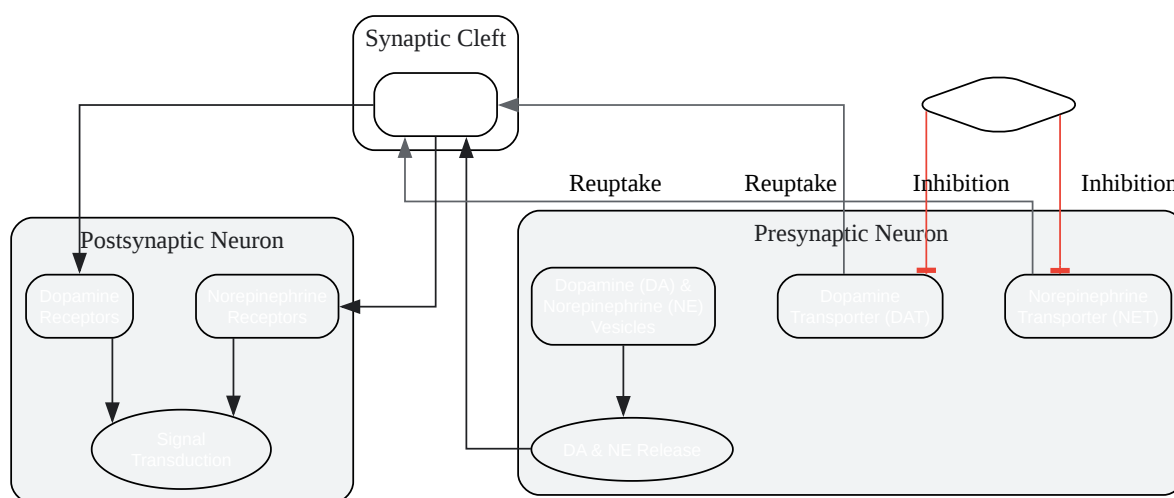 Synaptic Cleft
Reuptake
Reuptake
Inhibition
Inhibition
Postsynaptic Neuron
Presynaptic Neuron
Dopamine
Receptors
Norepinephrine
Receptors
Dopamine (DA) &
Norepinephrine (NE)
Vesicles
Dopamine
Transporter (DAT)
Norepinephrine
Transporter (NET)
Signal
Transduction
DA & NE Release